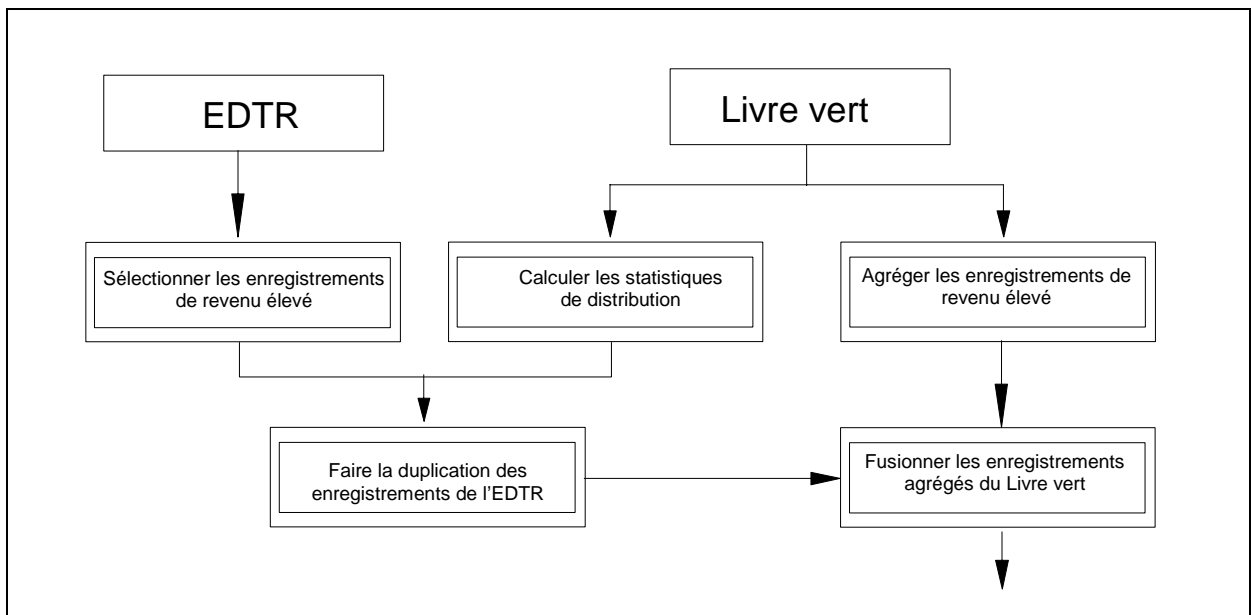 EDTR
Livre vert
Sélectionner les enregistrements
de revenu élevé
Calculer les statistiques
de distribution
Agréger les enregistrements de
revenu élevé
Faire la duplication des
enregistrements de l'EDTR
Fusionner les enregistrements
agrégés du Livre vert